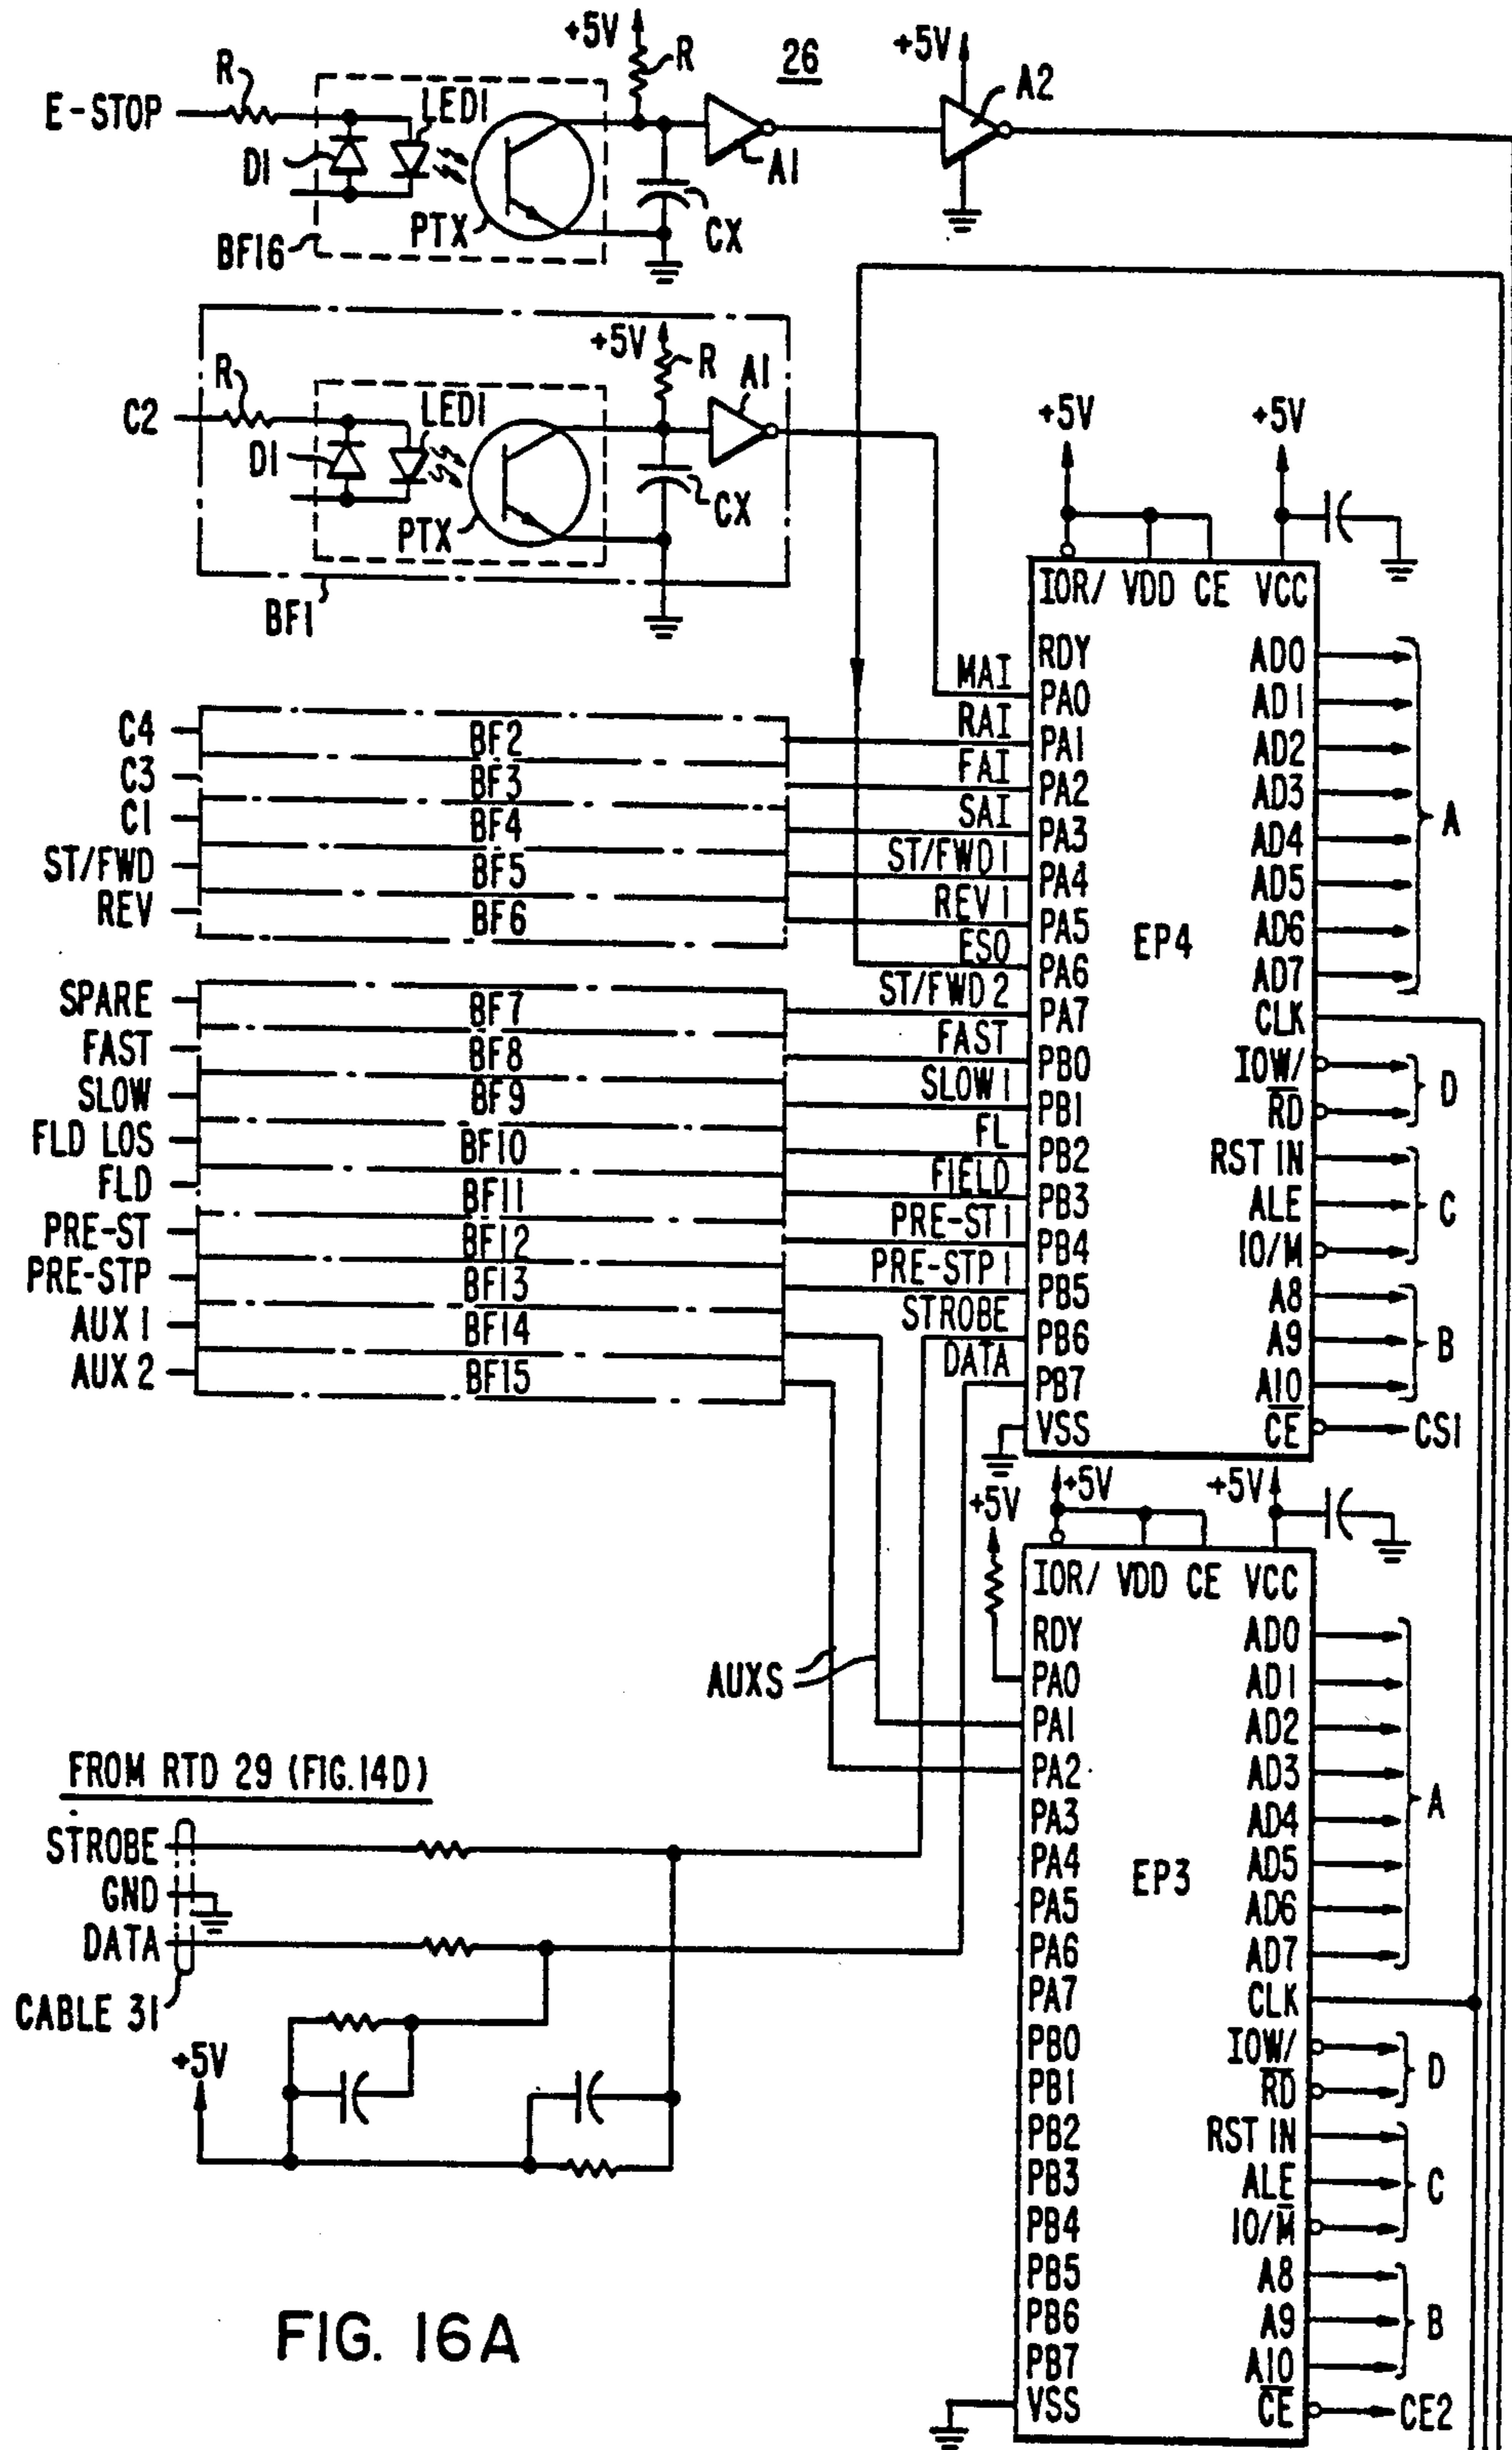 +5V
R
26
+5V
A2
E-STOP
R
LED1
D1
PTX
BF16
CX
A1
+5V
R
A1
C2
R
LED1
D1
PTX
CX
BF1
+5V
+5V
IOR/ VDD CE VCC
RDY
PA0
PA1
PA2
PA3
PA4
PA5
PA6
PA7
PB0
PB1
PB2
PB3
PB4
PB5
PB6
PB7
VSS
EP4
AD0
AD1
AD2
AD3
AD4
AD5
AD6
AD7
CLK
IOW/
RD
RST IN
ALE
IO/M
A8
A9
A10
CE
A
D
C
B
CS1
MAI
RAI
FAI
SAI
ST/FWD1
REV1
ESO
ST/FWD2
FAST
SLOW1
FL
FIELD
PRE-ST1
PRE-STP1
STROBE
DATA
C4
BF2
C3
BF3
C1
BF4
ST/FWD
BF5
REV
BF6
SPARE
BF7
FAST
BF8
SLOW
BF9
FLD LOS
BF10
FLD
BF11
PRE-ST
BF12
PRE-STP
BF13
AUX 1
BF14
AUX 2
BF15
+5V
+5V
+5V
IOR/ VDD CE VCC
RDY
PA0
PA1
PA2
PA3
PA4
PA5
PA6
PA7
PB0
PB1
PB2
PB3
PB4
PB5
PB6
PB7
VSS
EP3
AD0
AD1
AD2
AD3
AD4
AD5
AD6
AD7
CLK
IOW/
RD
RST IN
ALE
IO/M
A8
A9
A10
CE
A
D
C
B
CE2
AUXS
FROM RTD 29 (FIG.14D)
STROBE
GND
DATA
CABLE 31
+5V
FIG. 16A